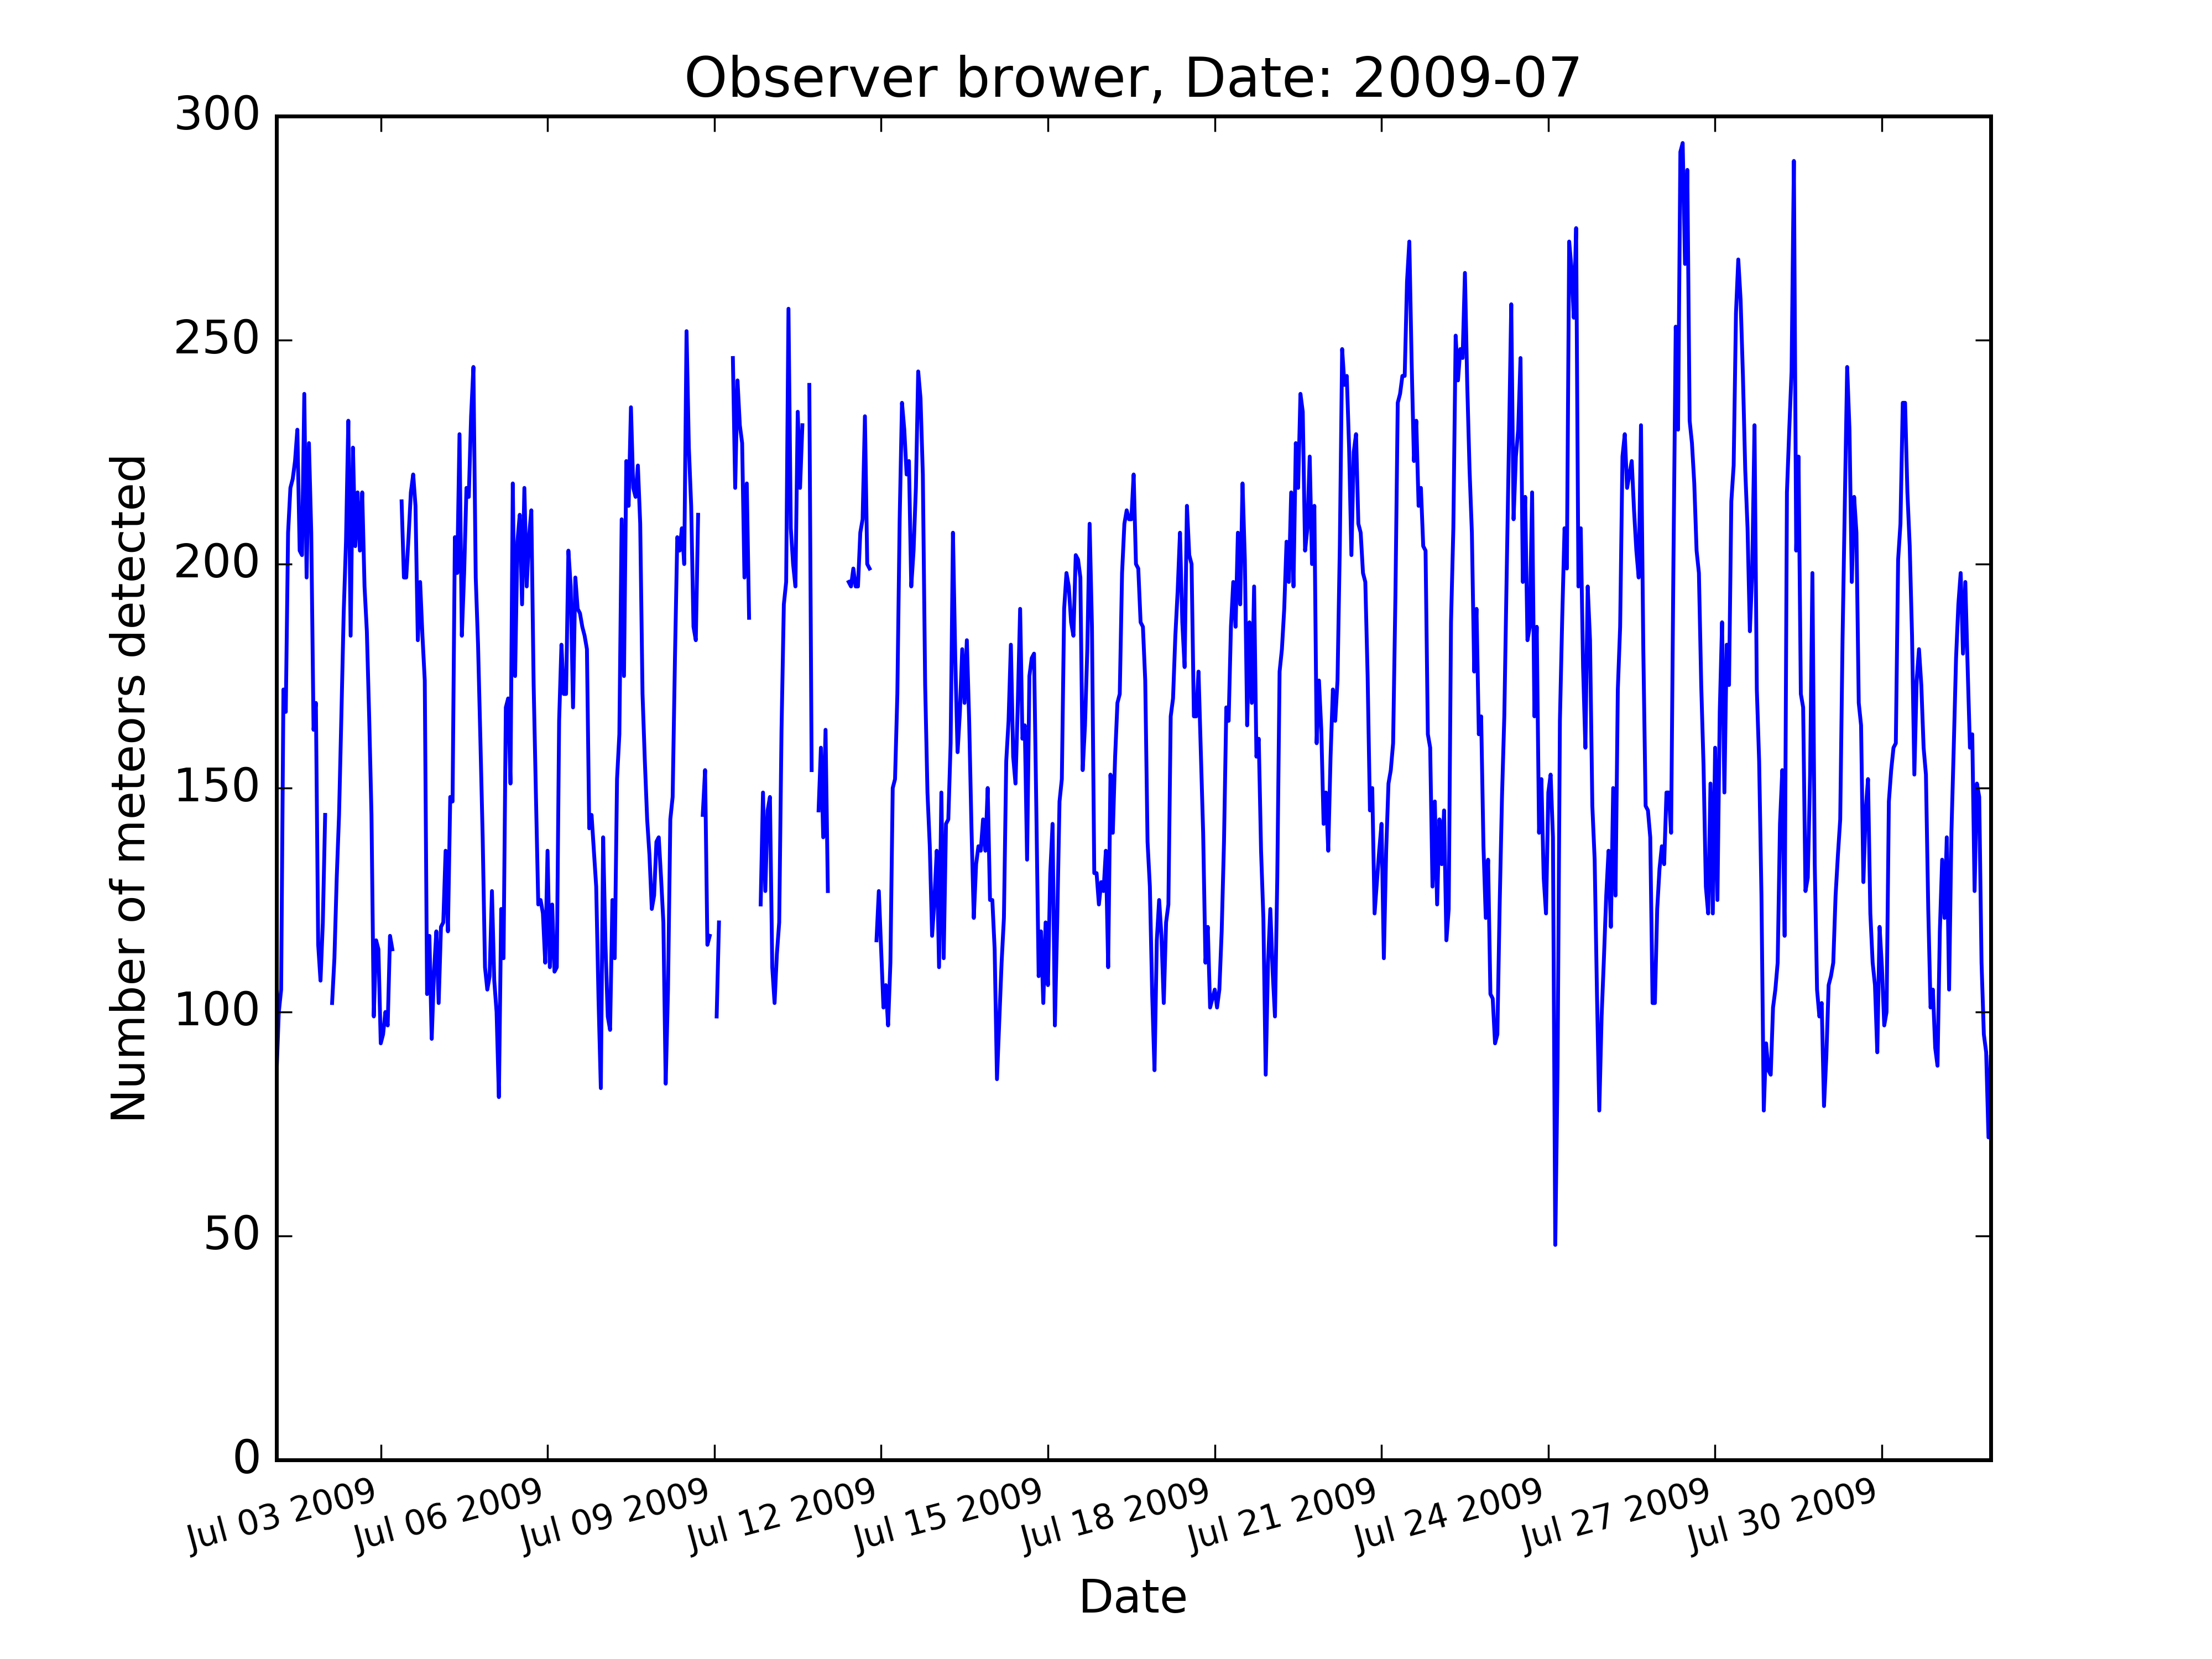 Observer brower, Date: 2009-07
300
250
200
150
100
50
0
Number of meteors detected
Jul 03 2009
Jul 06 2009
Jul 09 2009
Jul 12 2009
Jul 15 2009
Jul 18 2009
Jul 21 2009
Jul 24 2009
Jul 27 2009
Jul 30 2009
Date